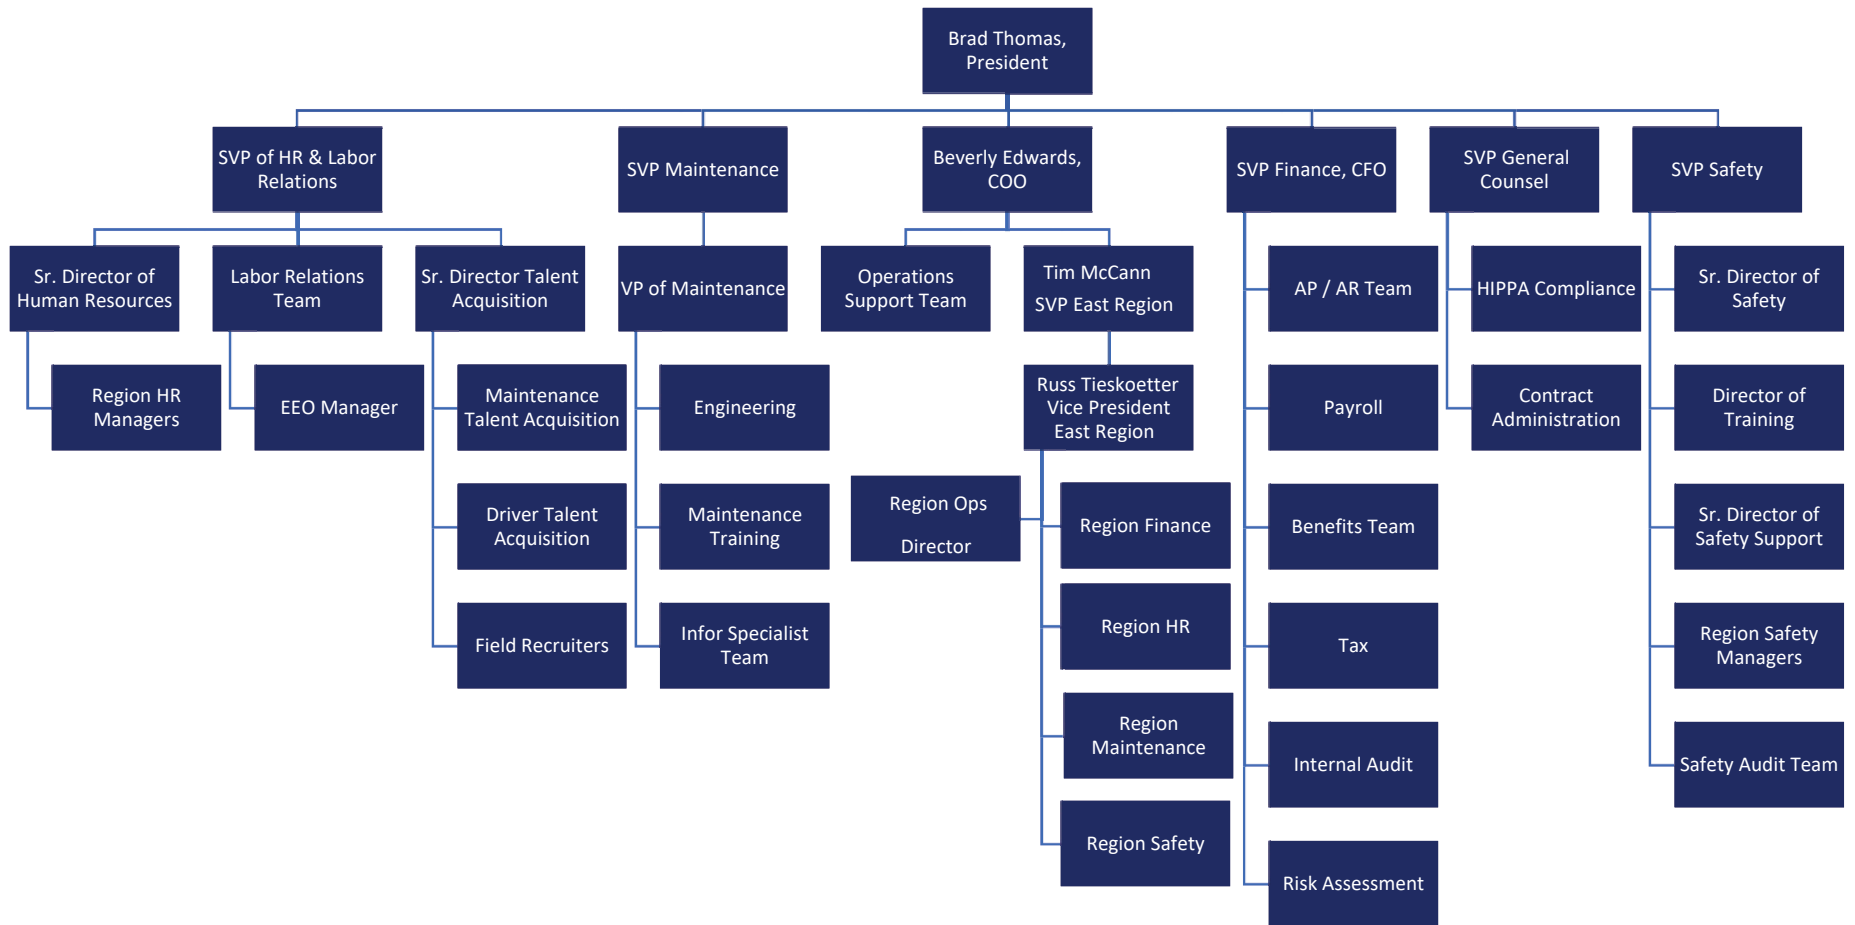 Brad Thomas,
President
SVP of HR & Labor
Relations
SVP Maintenance
Beverly Edwards,
COO
SVP Finance, CFO
SVP General
Counsel
SVP Safety
Sr. Director of
Human Resources
Labor Relations
Team
Sr. Director Talent
Acquisition
VP of Maintenance
Operations
Support Team
Tim McCann
SVP East Region
AP / AR Team
HIPPA Compliance
Sr. Director of
Safety
Region HR
Managers
EEO Manager
Maintenance
Talent Acquisition
Engineering
Russ Tieskoetter
Vice President
East Region
Payroll
Contract
Administration
Director of
Training
Driver Talent
Acquisition
Maintenance
Training
Region Ops
Director
Region Finance
Benefits Team
Sr. Director of
Safety Support
Field Recruiters
Infor Specialist
Team
Region HR
Tax
Region Safety
Managers
Region
Maintenance
Internal Audit
Safety Audit Team
Region Safety
Risk Assessment